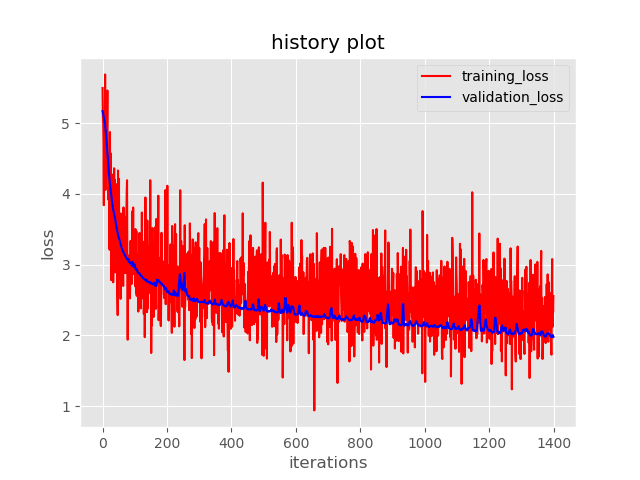 history plot
training_loss
validation_loss
5
4
3
2
1
loss
0 200 400 600 800 1000 1200 1400
iterations